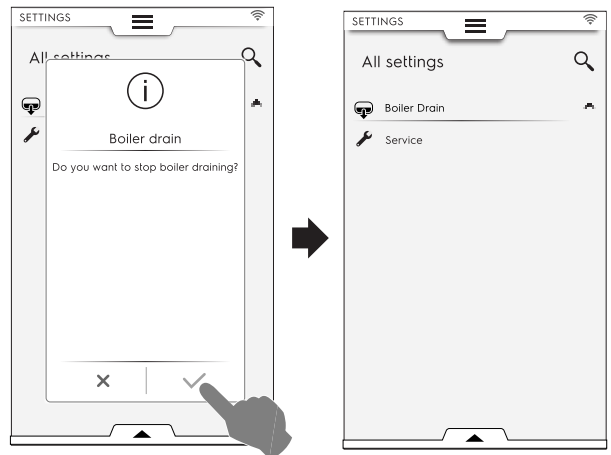 SETTINGS
All settings
Boiler drain
Do you want to stop boiler draining?
SETTINGS
All settings
Boiler Drain
Service